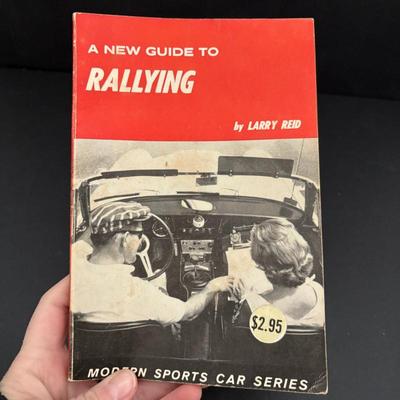 A NEW GUIDE TO
RALLYING
by LARRY REID
$2.95
MODERN SPORTS CAR SERIES